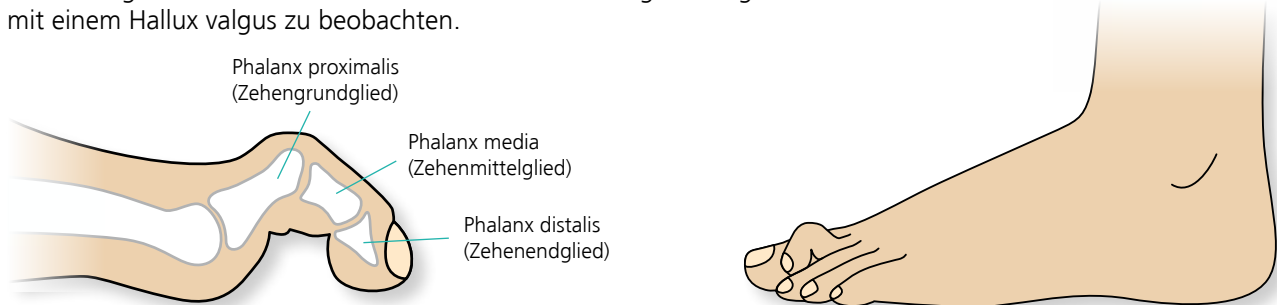 mit einem Hallux valgus zu beobachten.
Phalanx proximalis
(Zehengrundglied)
Phalanx media
(Zehenmittelglied)
Phalanx distalis
(Zehenendglied)